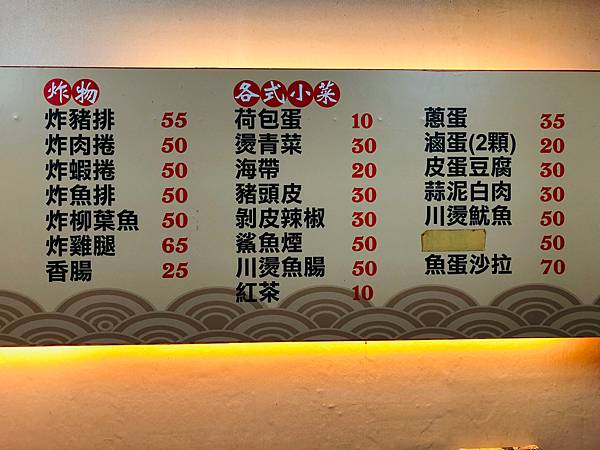 炸物
炸豬排 55
炸肉捲 50
炸蝦捲 50
炸魚排 50
炸柳葉魚 50
炸雞腿 65
香腸 25
各式小菜
荷包蛋 10
燙青菜 30
海帶 20
豬頭皮 30
剝皮辣椒 30
鯊魚煙 50
川燙魚腸 50
紅茶 10
蔥蛋 35
滷蛋(2顆) 20
皮蛋豆腐 30
蒜泥白肉 30
川燙魷魚 50
50
魚蛋沙拉 70